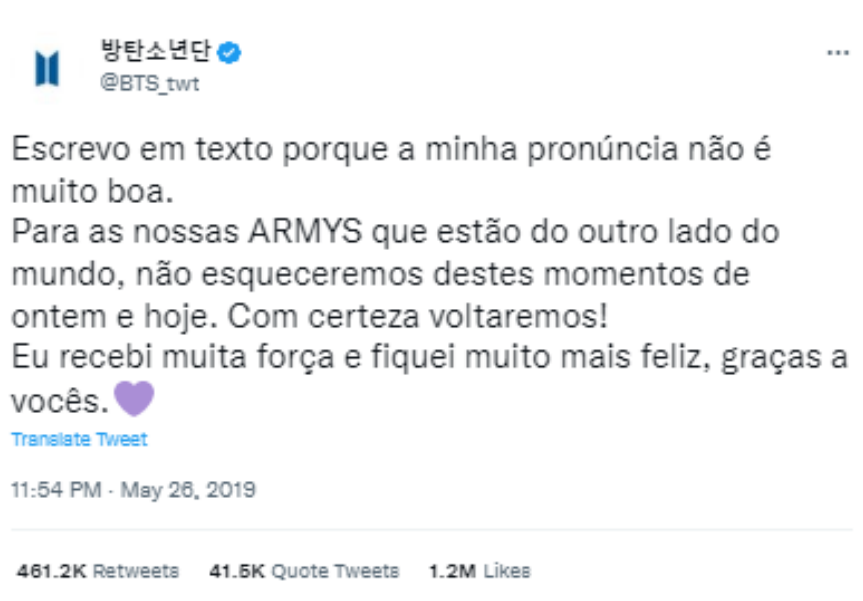 방탄소년단
@BTS_twt
Escrevo em texto porque a minha pronúncia não é
muito boa.
Para as nossas ARMYS que estão do outro lado do
mundo, não esqueceremos destes momentos de
ontem e hoje. Com certeza voltaremos!
Eu recebi muita força e fiquei muito mais feliz, graças a
vocês.💜
Translate Tweet
11:54 PM · May 26, 2019
461.2K Retweets 41.5K Quote Tweets 1.2M Likes